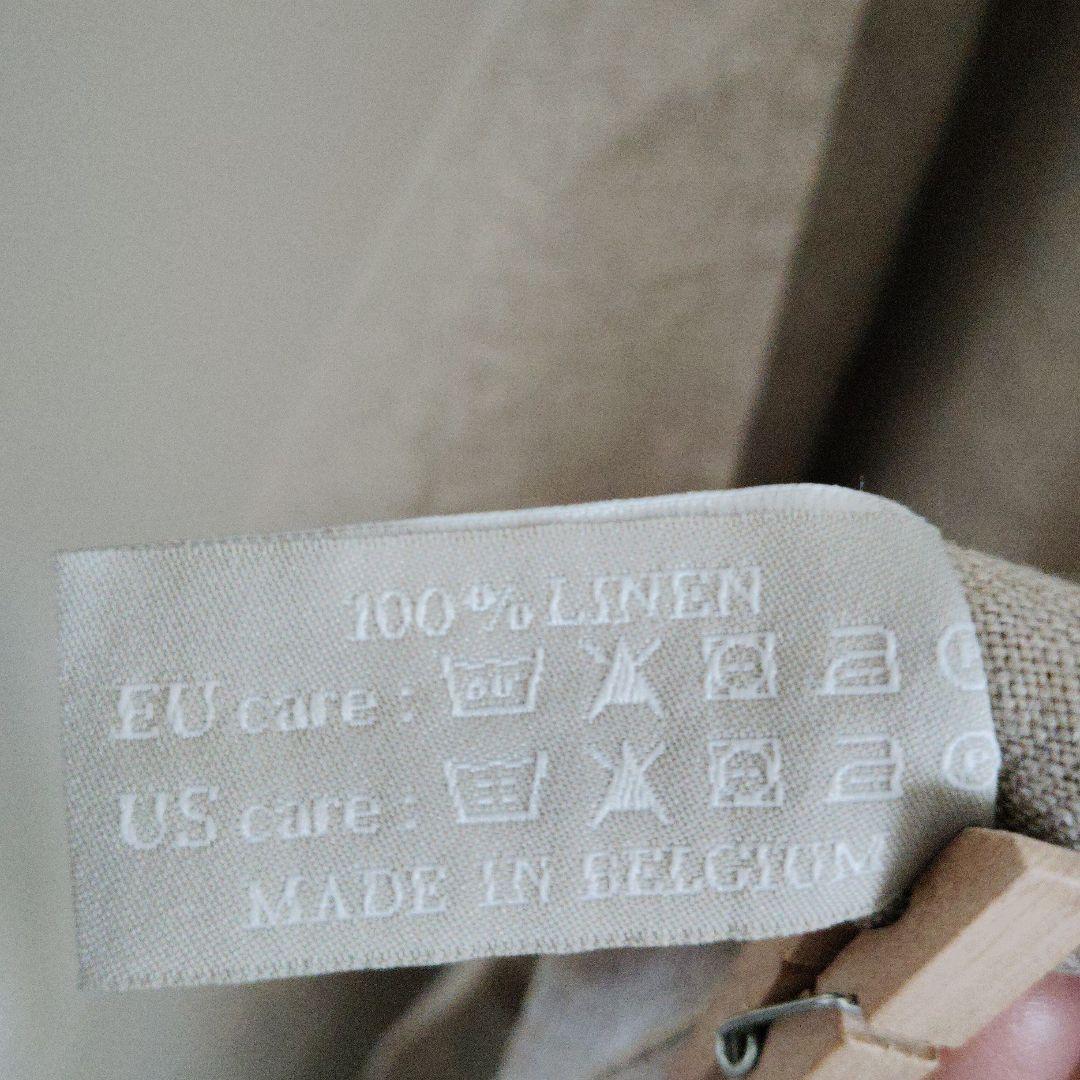 100% LINEN
EU care :
US care :
MADE IN BELGIUM